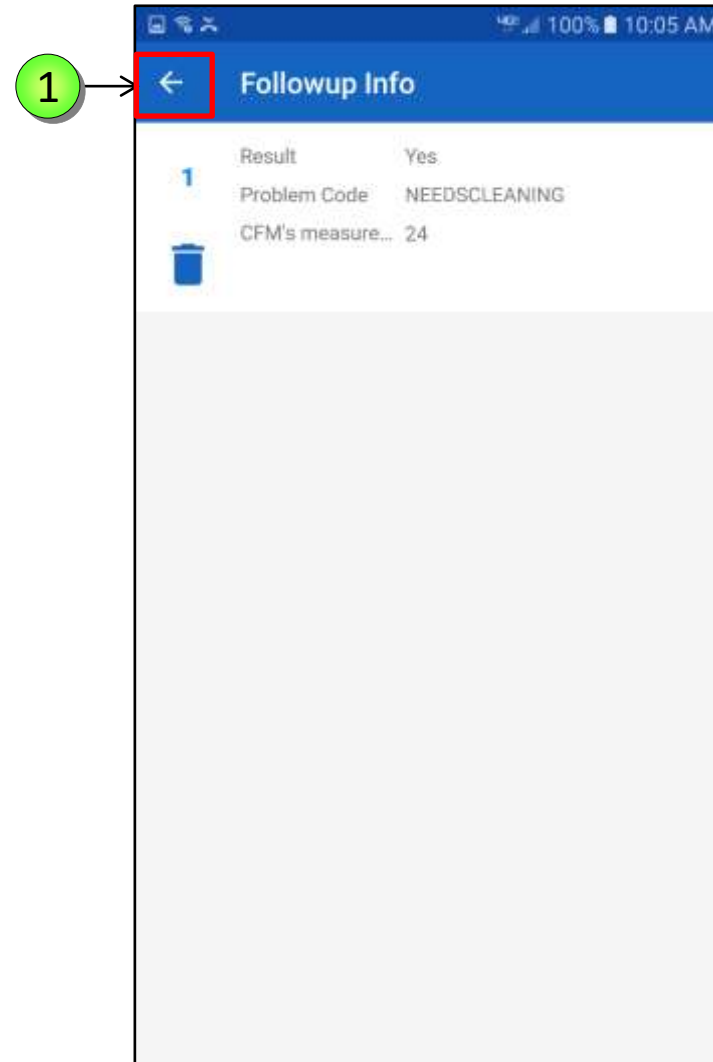 100% 10:05 AM
1
Followup Info
Result Yes
1
Problem Code NEEDSCLEANING
CFM's measure... 24